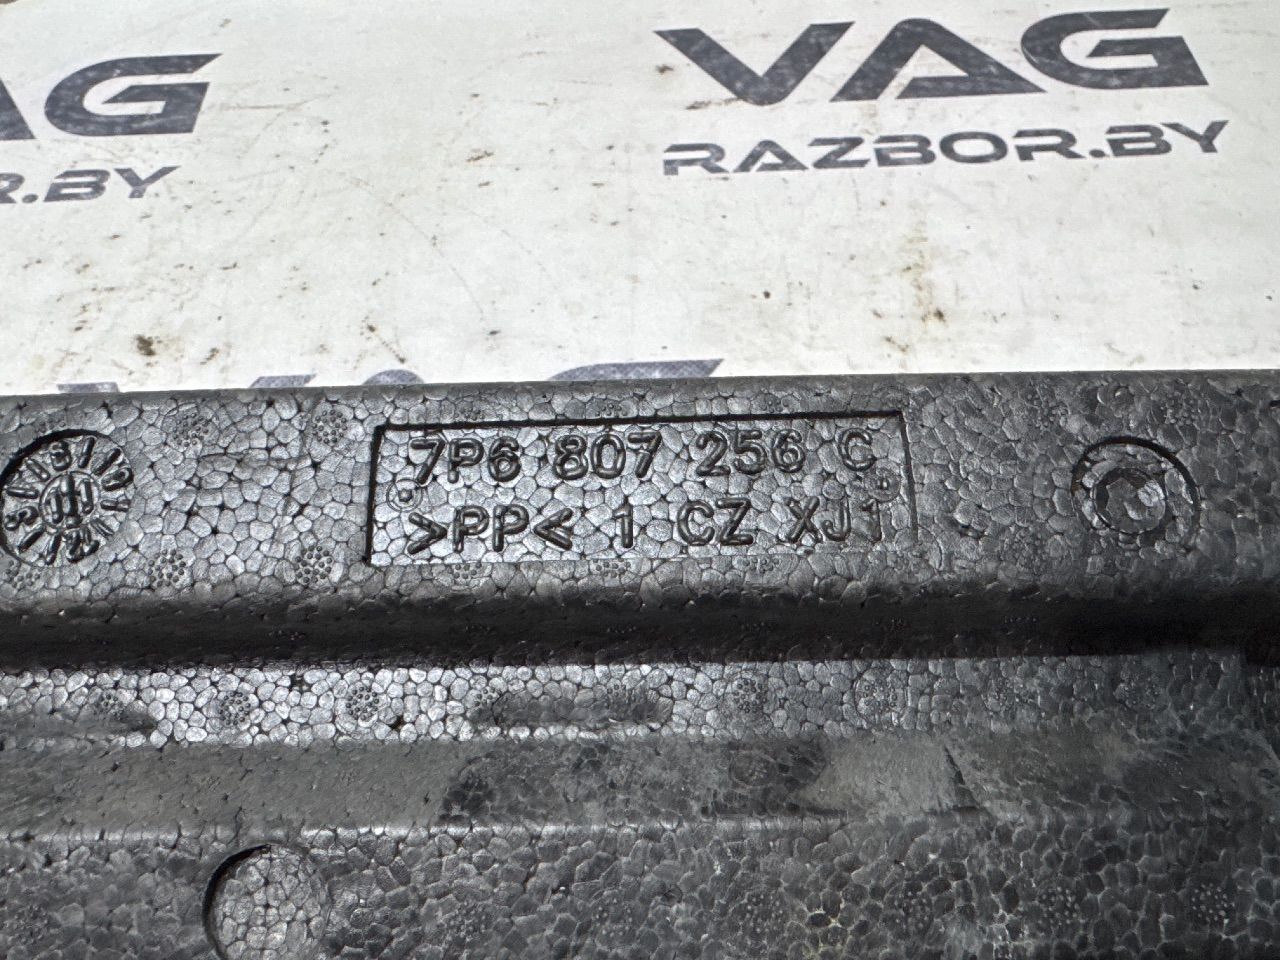 VAG
RAZBOR.BY
AG
R.BY
7P6 807 256 C
>PP< 1 CZ XJ1